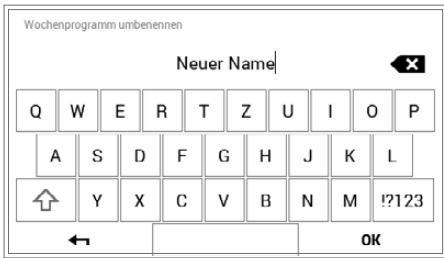 Wochenprogramm umbenennen
Neuer Name
Q W E R T Z U I O P
A S D F G H J K L
Y X C V B N M !?123
OK